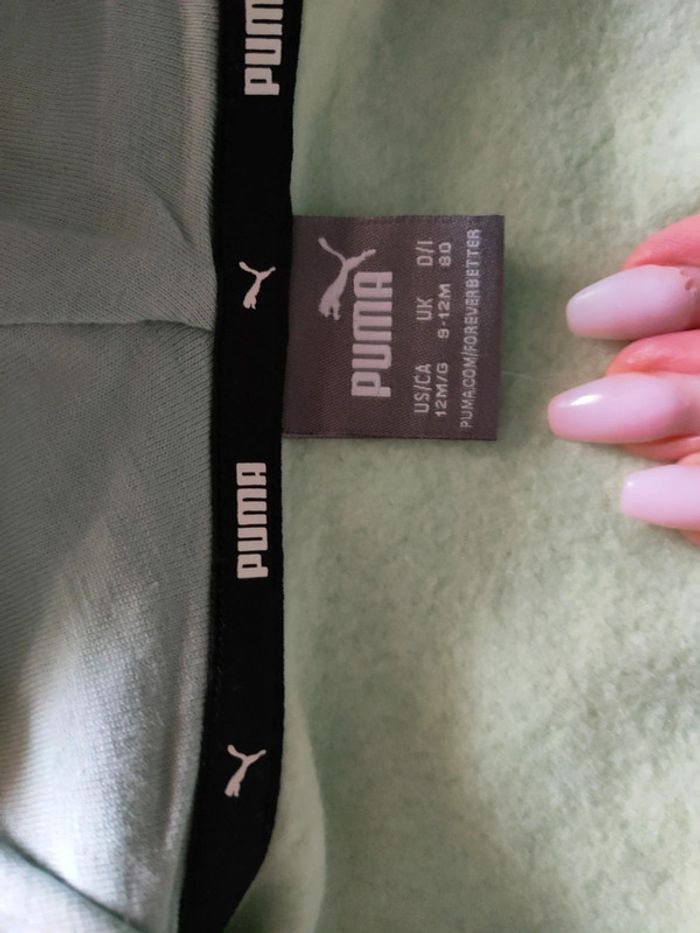 PUMA
PUMA
PUMA
US/CA UK D/I
12M/G 9-12M 80
PUMA.COM/FOREVERBETTER